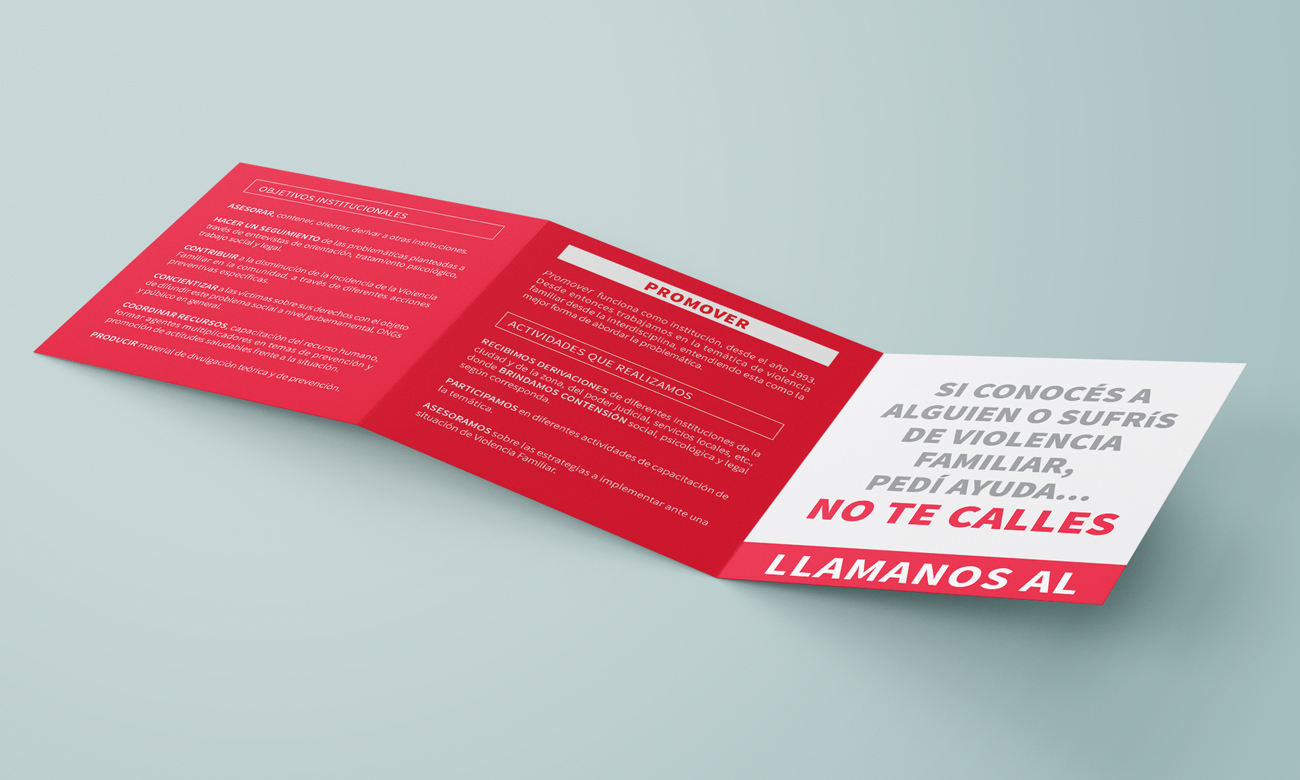 OBJETIVOS INSTITUCIONALES
ASESORAR, contener, orientar, derivar a otras instituciones.
HACER UN SEGUIMIENTO de las problemáticas planteadas a
través de entrevistas de orientación, tratamiento psicológico,
trabajo social y legal.
CONTRIBUIR a la disminución de la incidencia de la Violencia
Familiar en la comunidad, a través de diferentes acciones
preventivas específicas.
CONCIENTIZAR a las víctimas sobre sus derechos con el objeto
de difundir este problema social a nivel gubernamental, ONGs
y público en general.
COORDINAR RECURSOS, capacitación del recurso humano,
formar agentes multiplicadores en temas de prevención y
promoción de actitudes saludables frente a la situación.
PRODUCIR material de divulgación teórica y de prevención.
PROMOVER
Promover funciona como institución, desde el año 1993.
Desde entonces trabajamos en la temática de violencia
familiar desde la interdisciplina, entendiendo esta como la
mejor forma de abordar la problemática.
ACTIVIDADES QUE REALIZAMOS
RECIBIMOS DERIVACIONES de diferentes instituciones de la
ciudad y de la zona, del poder judicial, servicios locales, etc.,
donde BRINDAMOS CONTENSIÓN social, psicológica y legal
según corresponda.
PARTICIPAMOS en diferentes actividades de capacitación de
la temática.
ASESORAMOS sobre las estrategias a implementar ante una
situación de Violencia Familiar.
SI CONOCÉS A
ALGUIEN O SUFRíS
DE VIOLENCIA
FAMILIAR,
PEDÍ AYUDA...
NO TE CALLES
LLAMANOS AL